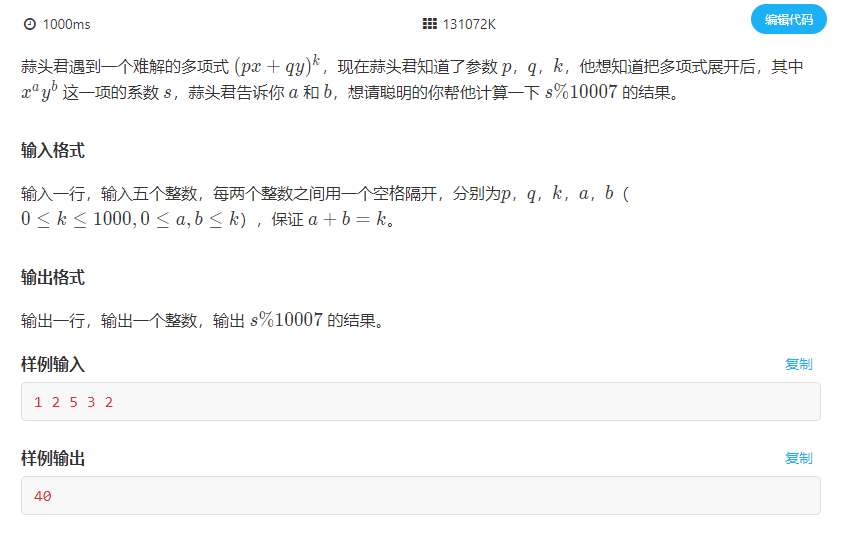 1000ms 131072K 编辑代码
蒜头君遇到一个难解的多项式 (px + qy)^k，现在蒜头君知道了参数 p，q，k，他想知道把多项式展开后，其中
x^a y^b 这一项的系数 s，蒜头君告诉你 a 和 b，想请聪明的你帮他计算一下 s%10007 的结果。
输入格式
输入一行，输入五个整数，每两个整数之间用一个空格隔开，分别为p，q，k，a，b（
0 ≤ k ≤ 1000, 0 ≤ a, b ≤ k），保证 a + b = k。
输出格式
输出一行，输出一个整数，输出 s%10007 的结果。
样例输入 复制
1 2 5 3 2
样例输出 复制
40